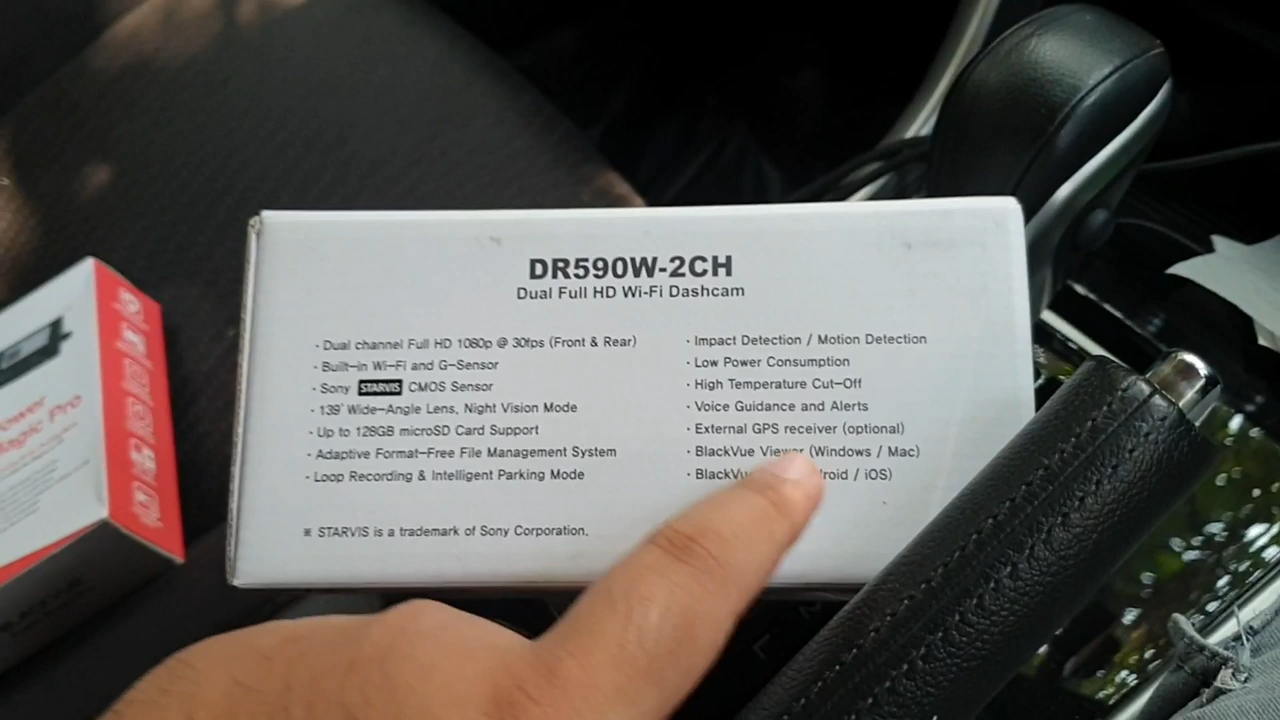 DR590W-2CH
Dual Full HD Wi-Fi Dashcam
· Dual channel Full HD 1080p @ 30fps (Front & Rear)
· Built-in Wi-Fi and G-Sensor
· Sony STARVIS CMOS Sensor
· 139° Wide-Angle Lens, Night Vision Mode
· Up to 128GB microSD Card Support
· Adaptive Format-Free File Management System
· Loop Recording & Intelligent Parking Mode
※ STARVIS is a trademark of Sony Corporation.
· Impact Detection / Motion Detection
· Low Power Consumption
· High Temperature Cut-Off
· Voice Guidance and Alerts
· External GPS receiver (optional)
· BlackVue Viewer (Windows / Mac)
/ iOS)
Pro